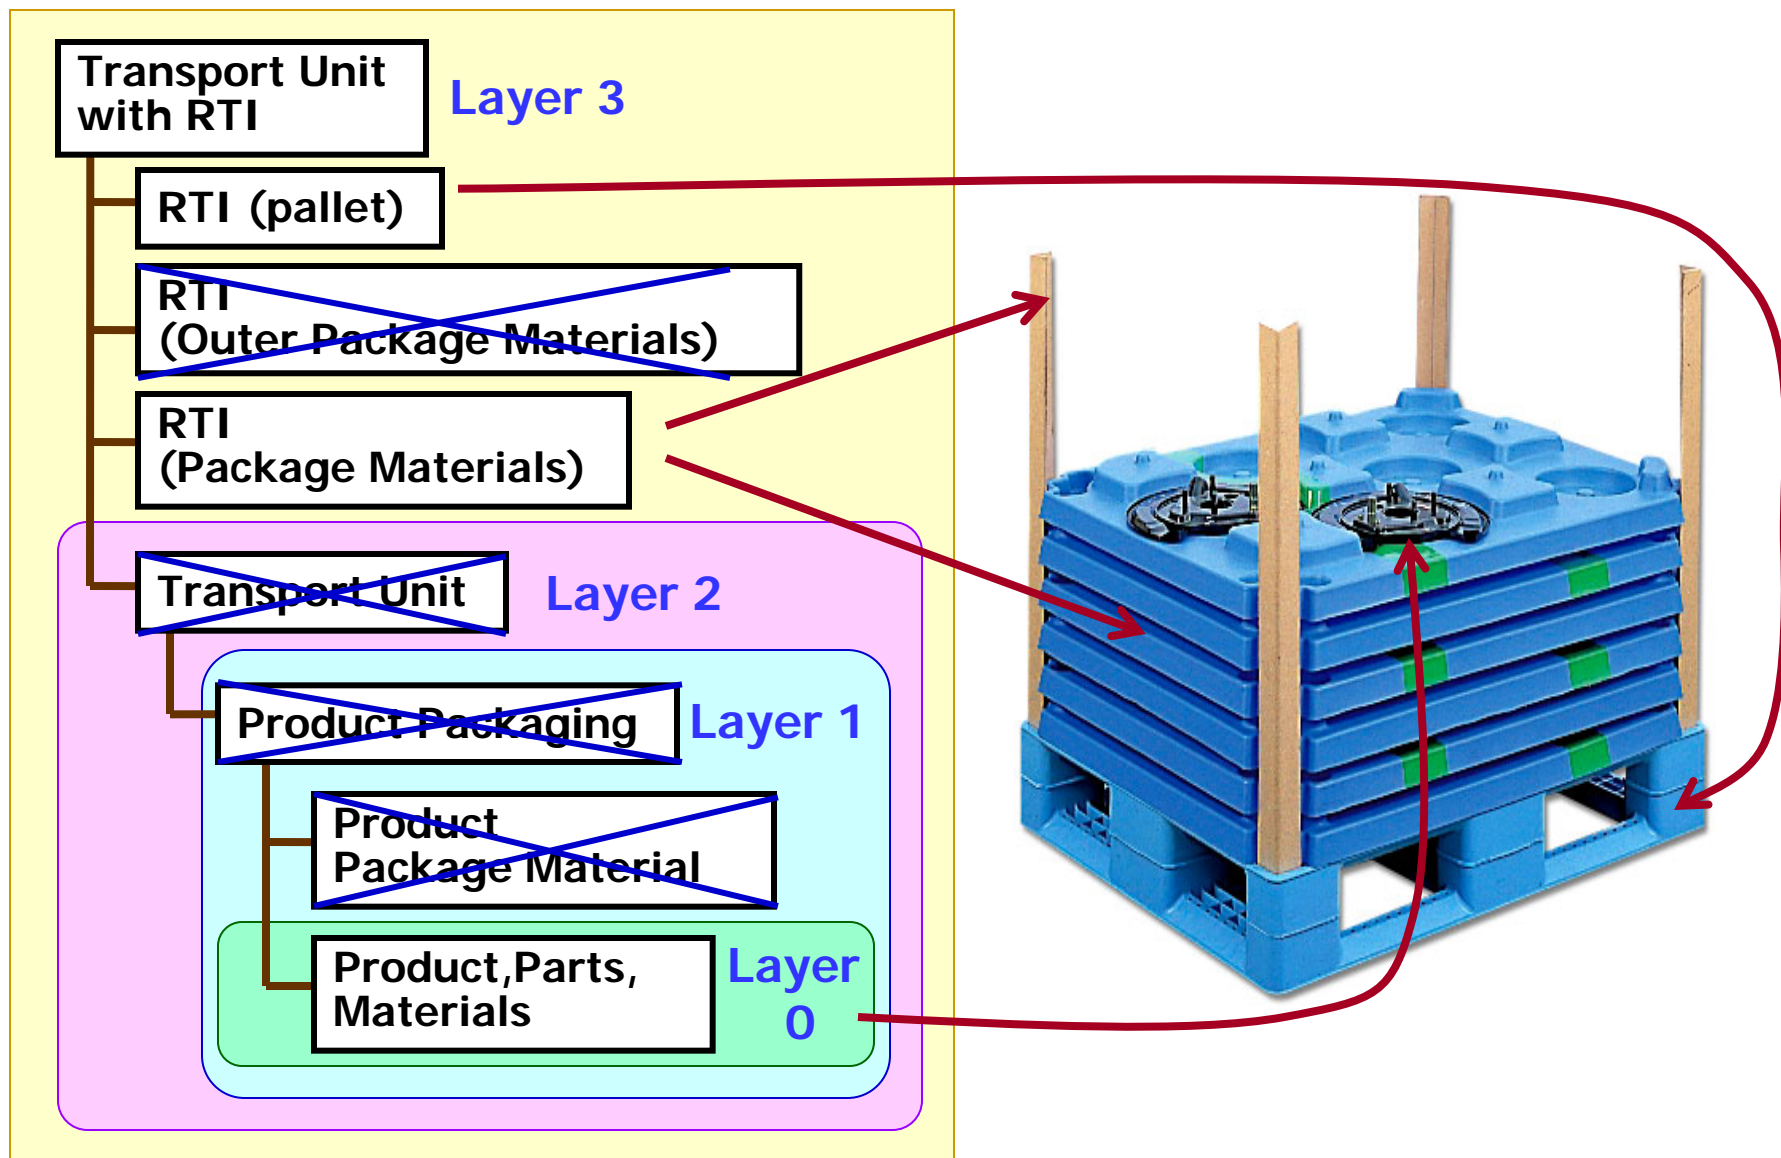 Transport Unit
with RTI
Layer 3
RTI (pallet)
RTI
(Outer Package Materials)
RTI
(Package Materials)
Transport Unit
Layer 2
Product Packaging
Layer 1
Product
Package Material
Product,Parts,
Materials
Layer
0